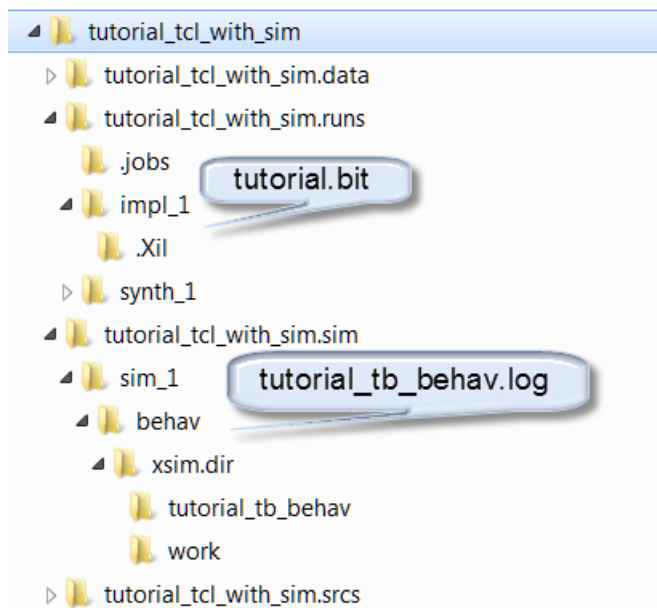 tutorial_tcl_with_sim
tutorial_tcl_with_sim.data
tutorial_tcl_with_sim.runs
.jobs
tutorial.bit
impl_1
.Xil
synth_1
tutorial_tcl_with_sim.sim
sim_1
tutorial_tb_behav.log
behav
xsim.dir
tutorial_tb_behav
work
tutorial_tcl_with_sim.srcs